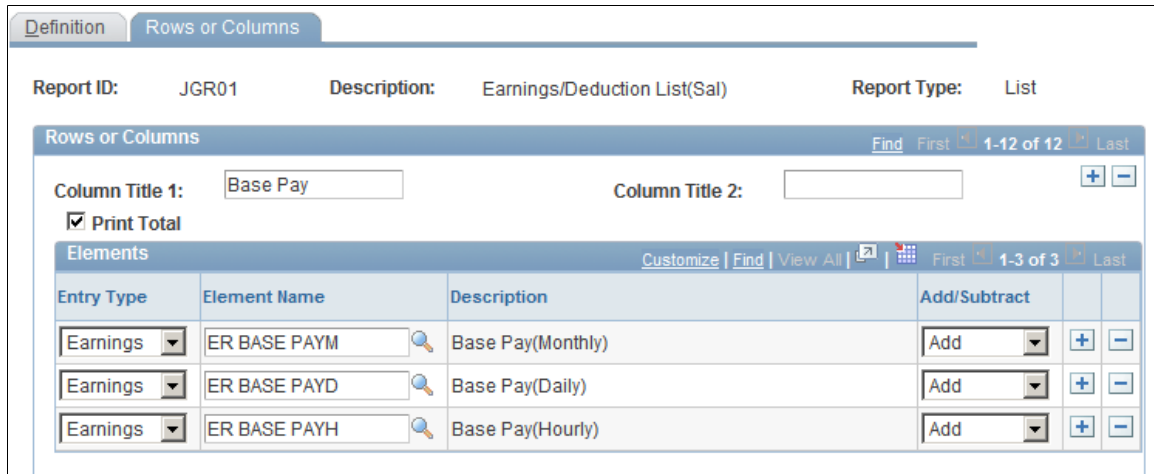 Definition Rows or Columns
Report ID: JGR01 Description: Earnings/Deduction List(Sal) Report Type: List
Rows or Columns Find First 1-12 of 12 Last
Column Title 1: Base Pay Column Title 2:
Print Total
Elements Customize | Find | View All | | First 1-3 of 3 Last
Entry Type Element Name Description Add/Subtract
Earnings ER BASE PAYM Base Pay(Monthly) Add
Earnings ER BASE PAYD Base Pay(Daily) Add
Earnings ER BASE PAYH Base Pay(Hourly) Add